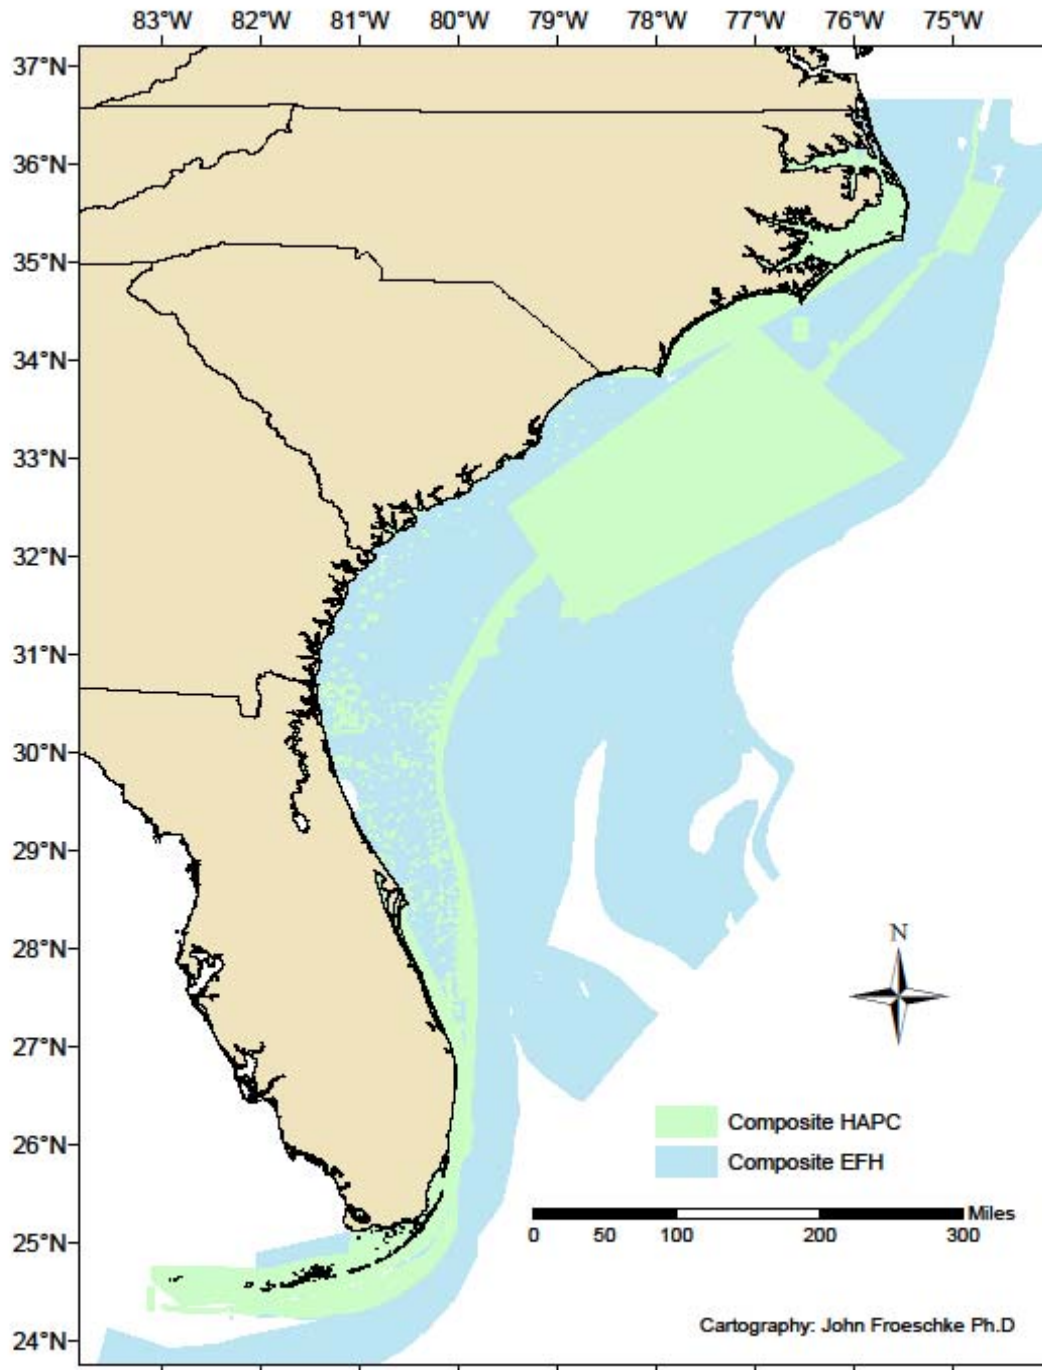 83°W 82°W 81°W 80°W 79°W 78°W 77°W 76°W 75°W
37°N
36°N
35°N
34°N
33°N
32°N
31°N
30°N
29°N
28°N
27°N
26°N
25°N
24°N
N
Composite HAPC
Composite EFH
Miles
0 50 100 200 300
Cartography: John Froeschke Ph.D